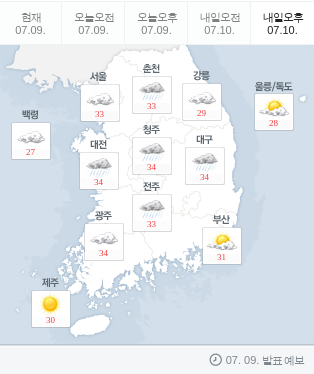 현재 오늘오전 오늘오후 내일오전 내일오후
07.09. 07.09. 07.09. 07.10. 07.10.
춘천
33
서울
33
강릉
29
울릉/독도
28
백령
27
청주
34
대전
34
대구
34
전주
33
광주
34
부산
31
제주
30
07. 09. 발표 예보